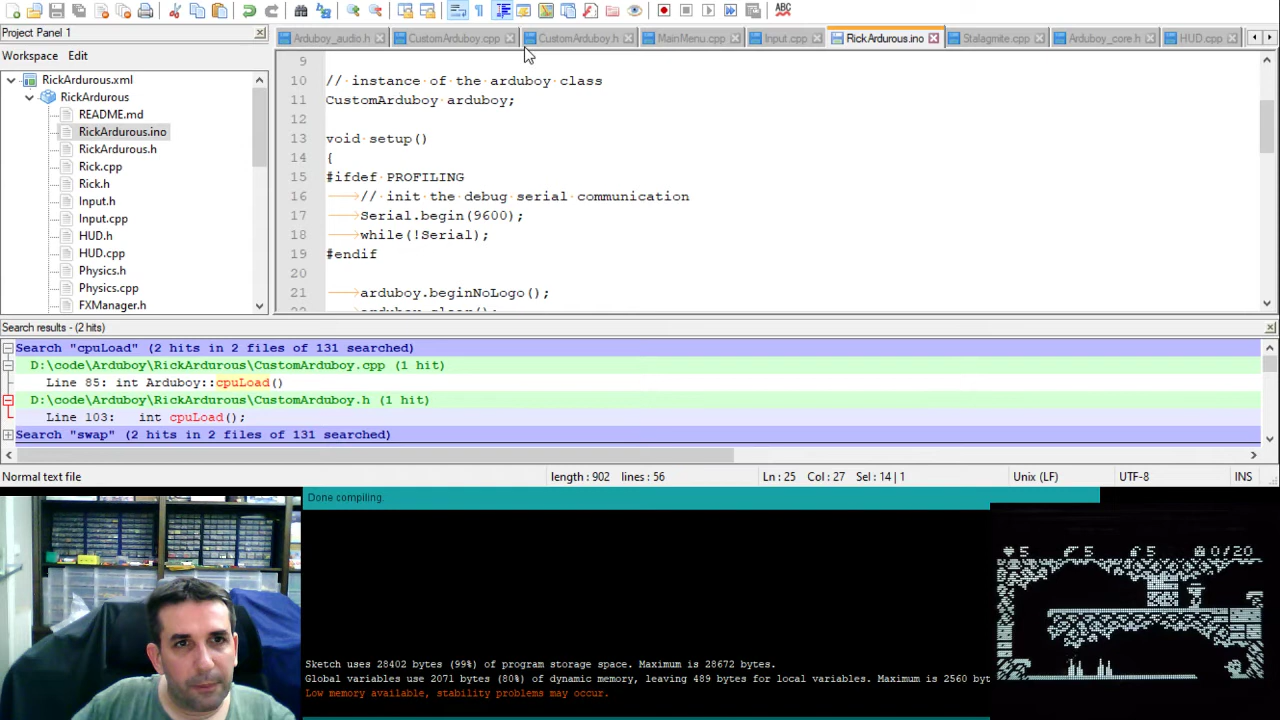 Project Panel 1
Arduboy_audio.h
CustomArduboy.cpp
CustomArduboy.h
MainMenu.cpp
Input.cpp
RickArdurous.ino
Stalagmite.cpp
Arduboy_core.h
HUD.cpp
Workspace Edit
RickArdurous.xml
RickArdurous
README.md
RickArdurous.ino
RickArdurous.h
Rick.cpp
Rick.h
Input.h
Input.cpp
HUD.h
HUD.cpp
Physics.h
Physics.cpp
FXManager.h
9
10 // instance of the arduboy class
11 CustomArduboy arduboy;
12
13 void setup()
14 {
15 #ifdef PROFILING
16 // init the debug serial communication
17 Serial.begin(9600);
18 while(!Serial);
19 #endif
20
21 arduboy.beginNoLogo();
22 arduboy.clear();
Search results - (2 hits)
Search "cpuLoad" (2 hits in 2 files of 131 searched)
D:\code\Arduboy\RickArdurous\CustomArduboy.cpp (1 hit)
Line 85: int Arduboy::cpuLoad()
D:\code\Arduboy\RickArdurous\CustomArduboy.h (1 hit)
Line 103: int cpuLoad();
Search "swap" (2 hits in 2 files of 131 searched)
Normal text file length : 902 lines : 56 Ln : 25 Col : 27 Sel : 14 | 1 Unix (LF) UTF-8 INS
Done compiling.
Sketch uses 28402 bytes (99%) of program storage space. Maximum is 28672 bytes.
Global variables use 2071 bytes (80%) of dynamic memory, leaving 489 bytes for local variables. Maximum is 2560 byt
Low memory available, stability problems may occur.
5 5 5 0/20